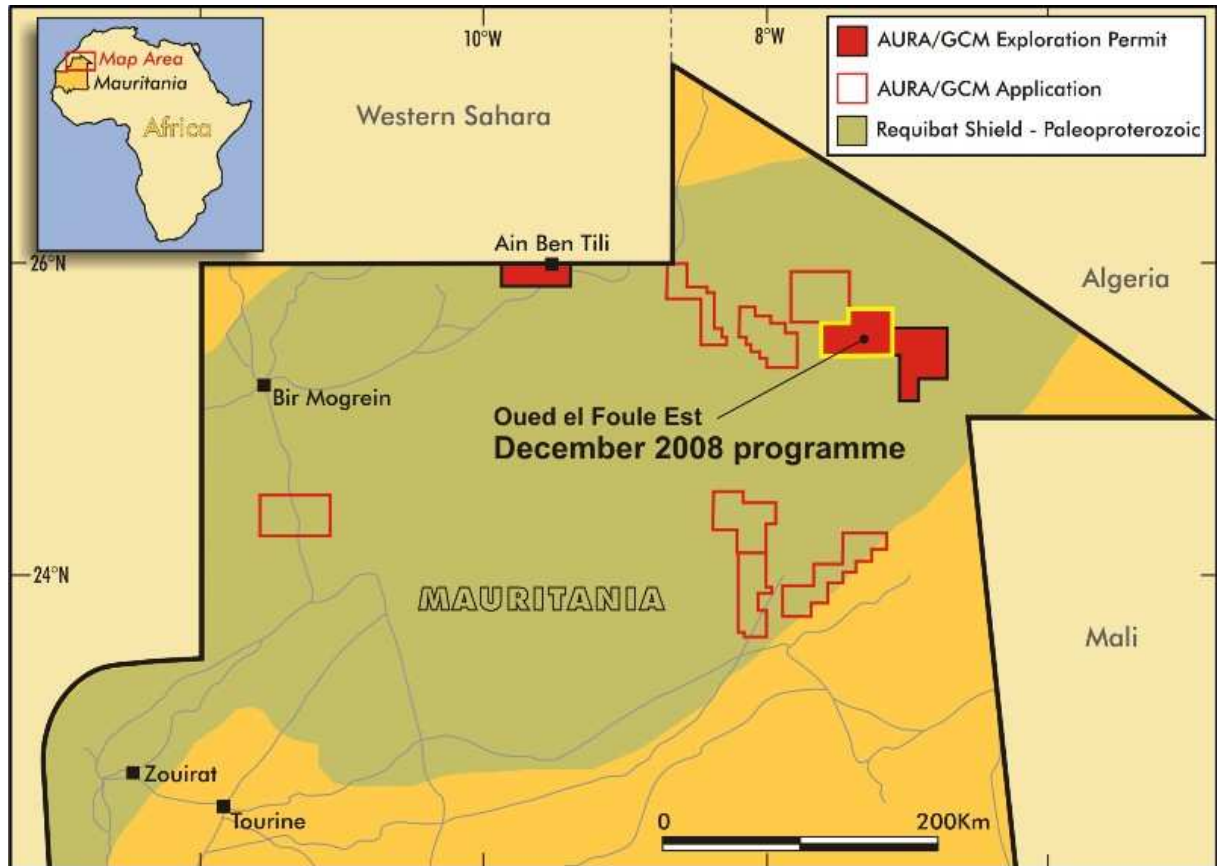 Map Area
Mauritania
Africa
10°W
8°W
AURA/GCM Exploration Permit
AURA/GCM Application
Requibat Shield - Paleoproterozoic
Western Sahara
Ain Ben Tili
26°N
Algeria
Bir Mogrein
Oued el Foule Est
December 2008 programme
24°N
MAURITANIA
Mali
Zouirat
Tourine
0 200Km